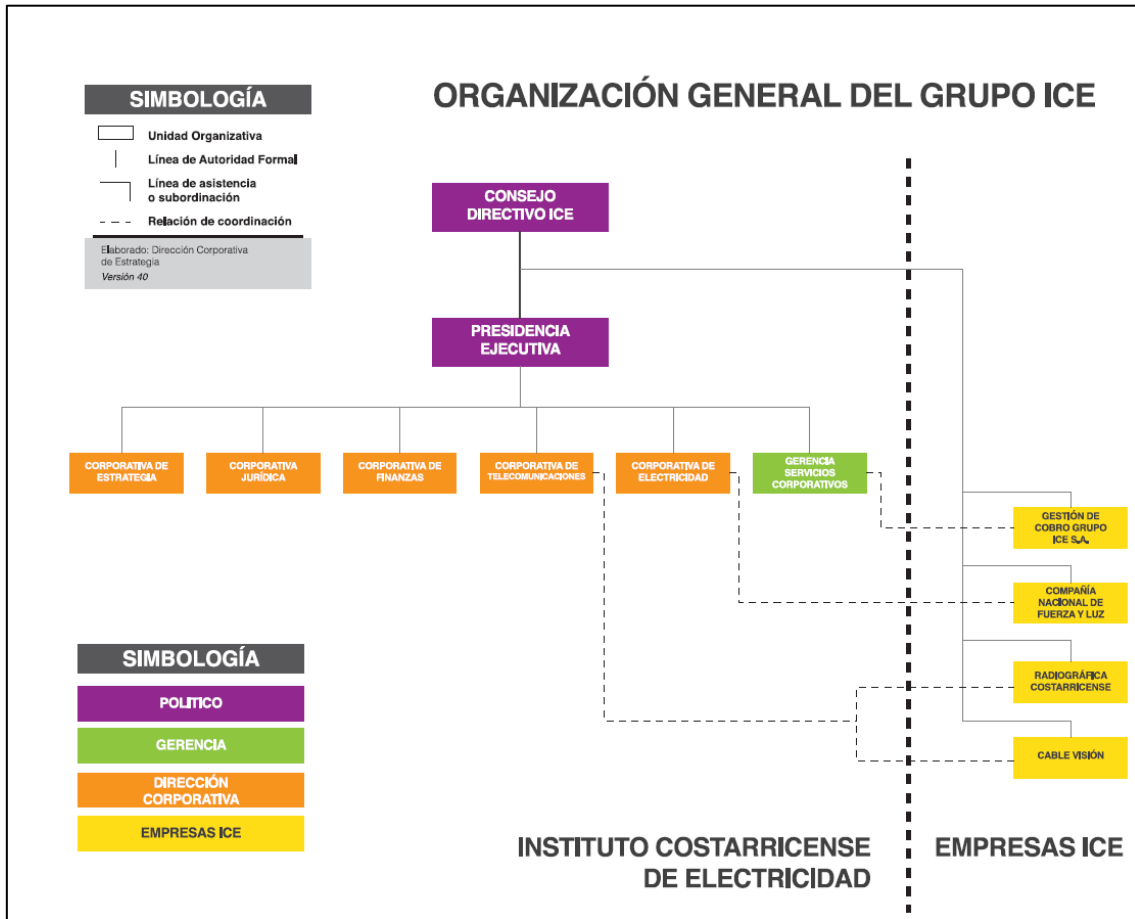 ORGANIZACIÓN GENERAL DEL GRUPO ICE
SIMBOLOGÍA
Unidad Organizativa
Línea de Autoridad Formal
Línea de asistencia
o subordinación
Relación de coordinación
Elaborado: Dirección Corporativa
de Estrategia
Versión 40
CONSEJO
DIRECTIVO ICE
PRESIDENCIA
EJECUTIVA
CORPORATIVA DE
ESTRATEGIA
CORPORATIVA
JURÍDICA
CORPORATIVA DE
FINANZAS
CORPORATIVA DE
TELECOMUNICACIONES
CORPORATIVA DE
ELECTRICIDAD
GERENCIA
SERVICIOS
CORPORATIVOS
GESTIÓN DE
COBRO GRUPO
ICE S.A.
COMPAÑÍA
NACIONAL DE
FUERZA Y LUZ
RADIOGRÁFICA
COSTARRICENSE
CABLE VISIÓN
SIMBOLOGÍA
POLITICO
GERENCIA
DIRECCIÓN
CORPORATIVA
EMPRESAS ICE
INSTITUTO COSTARRICENSE
DE ELECTRICIDAD
EMPRESAS ICE